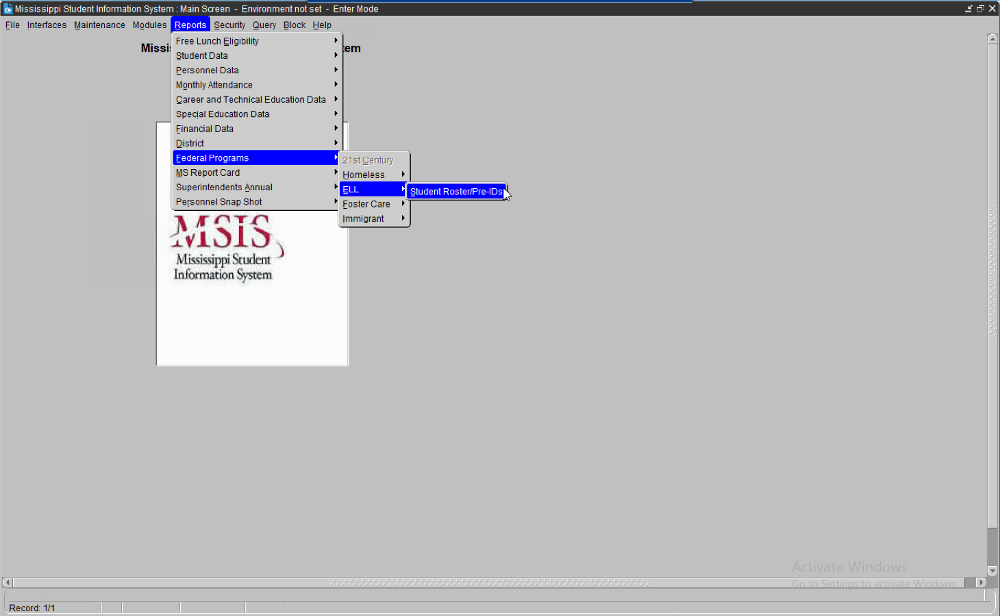 Mississippi Student Information System : Main Screen - Environment not set - Enter Mode
File Interfaces Maintenance Modules Reports Security Query Block Help
Free Lunch Eligibility
Student Data
Personnel Data
Monthly Attendance
Career and Technical Education Data
Special Education Data
Financial Data
District
Federal Programs
MS Report Card
Superintendents Annual
Personnel Snap Shot
21st Century
Homeless
ELL
Foster Care
Immigrant
Student Roster/Pre-IDs
MSIS
Mississippi Student
Information System
Activate Windows
Go to Settings to activate Windows.
Record: 1/1